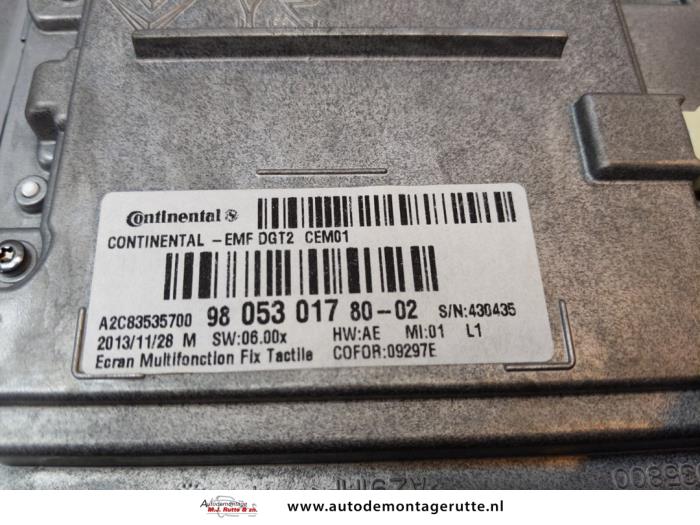 Continental
CONTINENTAL -EMF DGT2 CEM01
A2C83535700 98 053 017 80-02 S/N:430435
2013/11/28 M SW:06.00x HW:AE MI:01 L1
Ecran Multifonction Fix Tactile COFOR:09297E
Autodemontage
M.J. Rutte & zn.
www.autodemontagerutte.nl